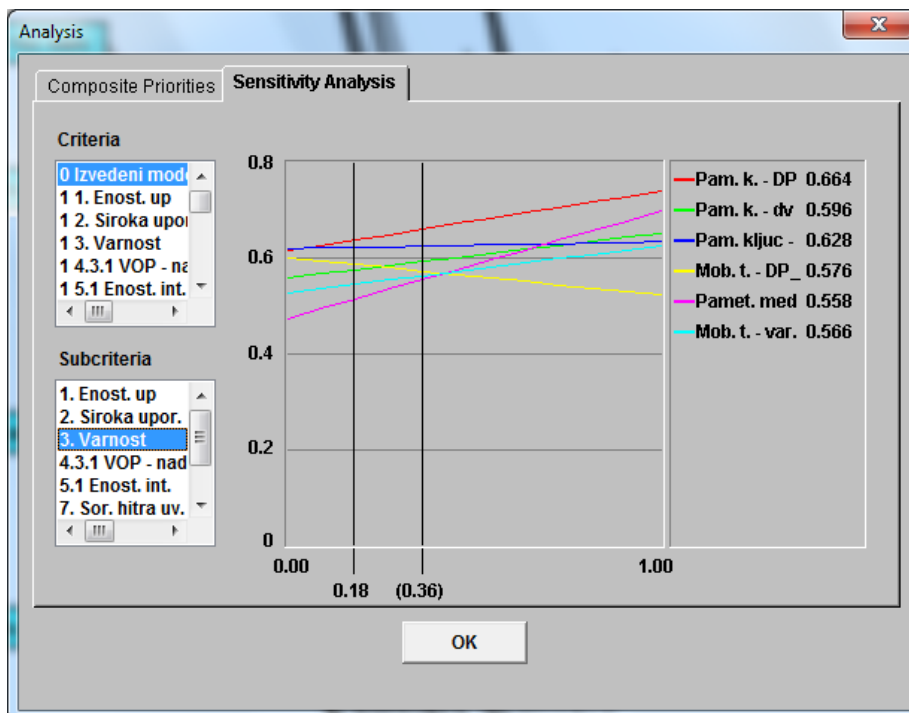 Analysis
Composite Priorities
Sensitivity Analysis
Criteria
0 Izvedeni mode
1 1. Enost. up
1 2. Siroka upor
1 3. Varnost
1 4.3.1 VOP - na
1 5.1 Enost. int.
Subcriteria
1. Enost. up
2. Siroka upor.
3. Varnost
4.3.1 VOP - nad
5.1 Enost. int.
7. Sor. hitra uv.
0.8
0.6
0.4
0.2
0
0.00
1.00
0.18
(0.36)
Pam. k. - DP 0.664
Pam. k. - dv 0.596
Pam. kljuc - 0.628
Mob. t. - DP_ 0.576
Pamet. med 0.558
Mob. t. - var. 0.566
OK